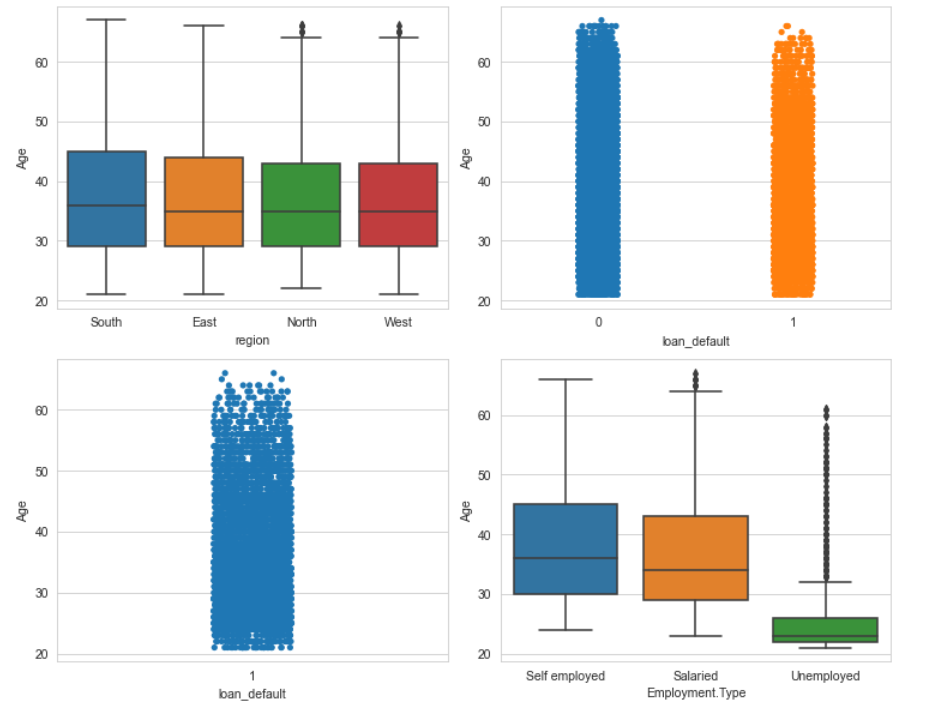 60
50
40
30
20
Age
South East North West
region
60
50
40
30
20
Age
0 1
loan_default
60
50
40
30
20
Age
1
loan_default
60
50
40
30
20
Age
Self employed Salaried Unemployed
Employment.Type